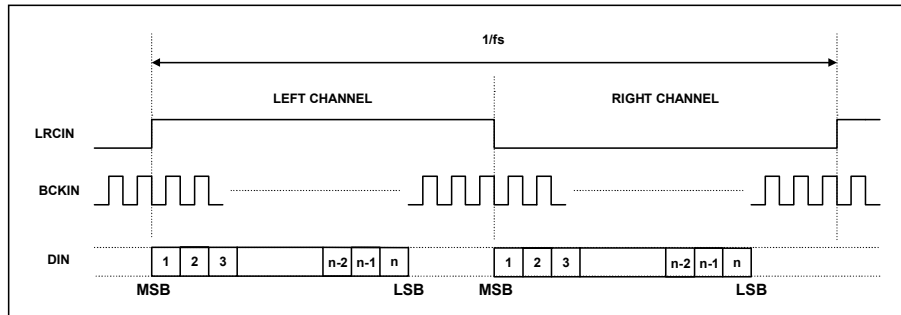 1/fs
LEFT CHANNEL RIGHT CHANNEL
LRCIN
BCKIN
DIN 1 2 3 n-2 n-1 n 1 2 3 n-2 n-1 n
MSB LSB MSB LSB